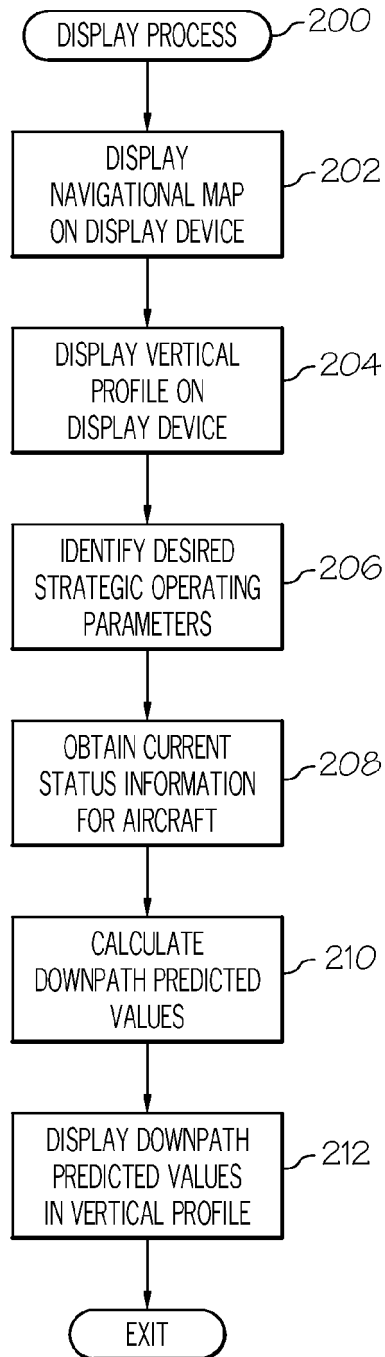 DISPLAY PROCESS
200
DISPLAY
NAVIGATIONAL MAP
ON DISPLAY DEVICE
202
DISPLAY VERTICAL
PROFILE ON
DISPLAY DEVICE
204
IDENTIFY DESIRED
STRATEGIC OPERATING
PARAMETERS
206
OBTAIN CURRENT
STATUS INFORMATION
FOR AIRCRAFT
208
CALCULATE
DOWNPATH PREDICTED
VALUES
210
DISPLAY DOWNPATH
PREDICTED VALUES
IN VERTICAL PROFILE
212
EXIT